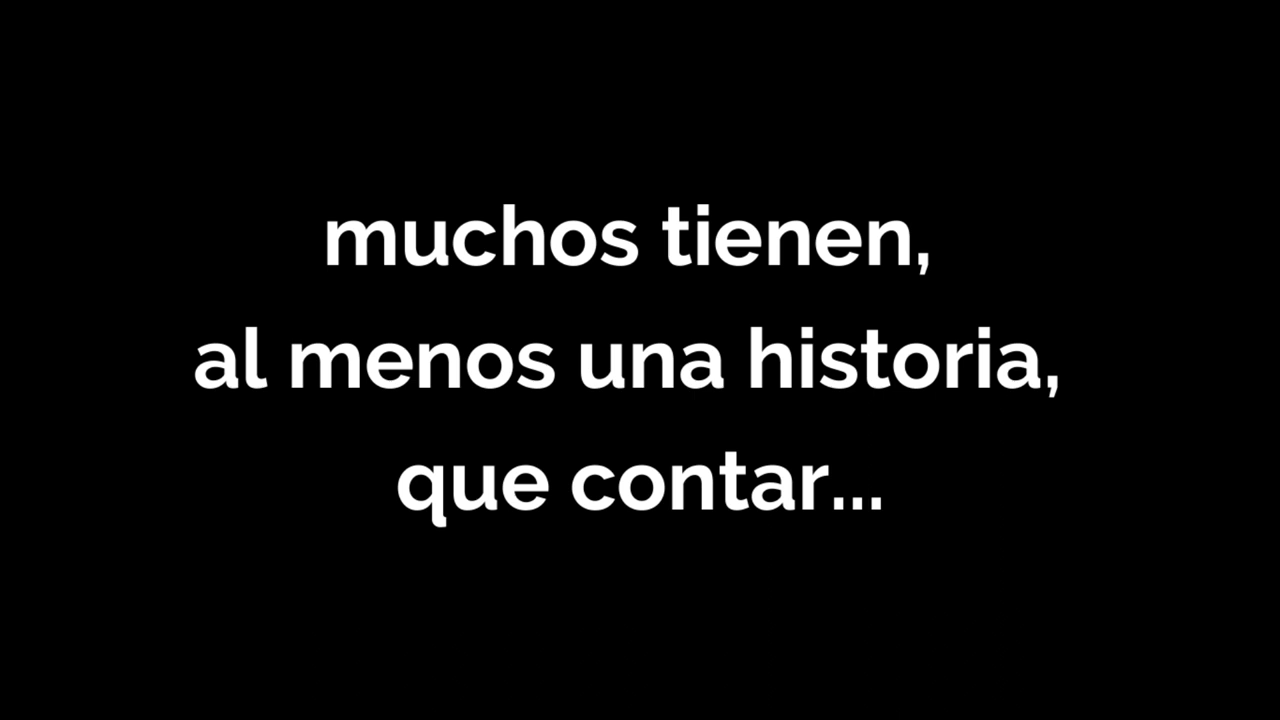 muchos tienen,
al menos una historia,
que contar...